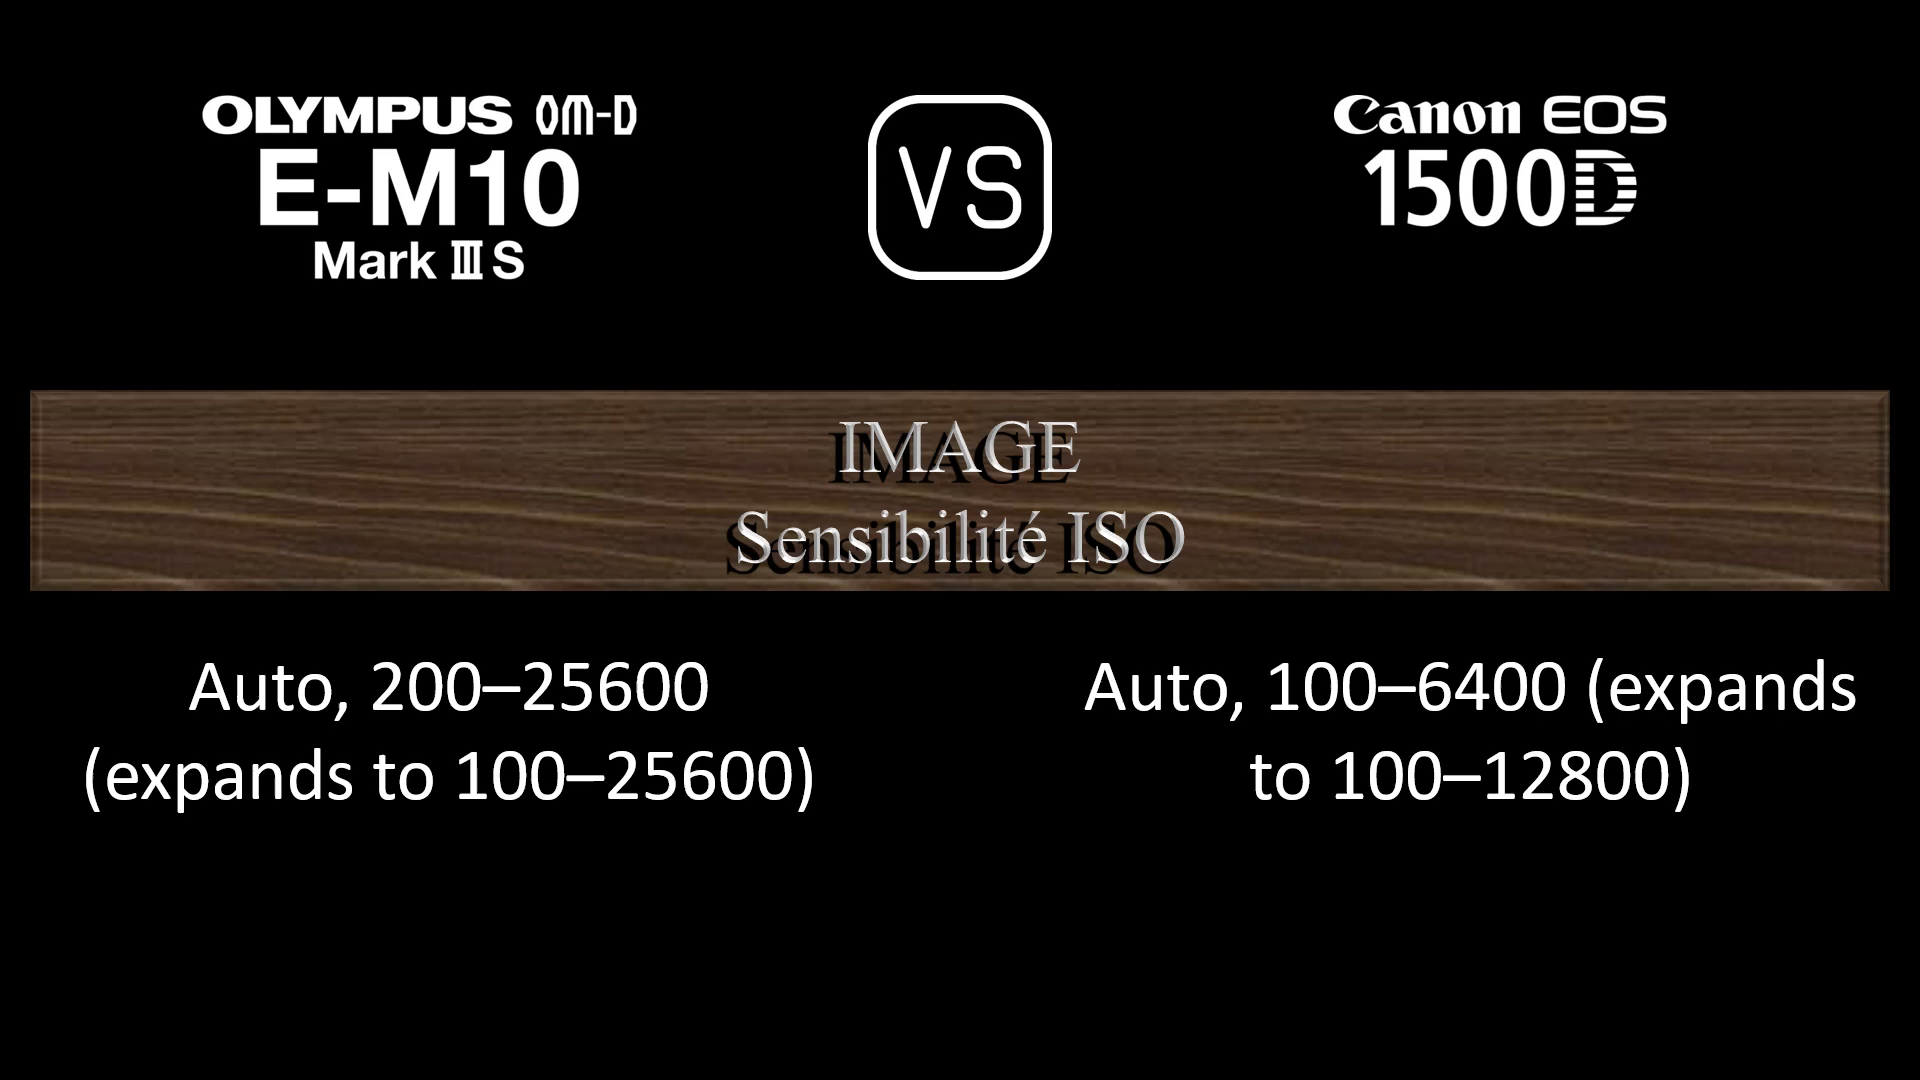 OLYMPUS OM-D
E-M10
Mark III S
VS
Canon EOS
1500D
IMAGE
Sensibilité ISO
Auto, 200–25600
(expands to 100–25600)
Auto, 100–6400 (expands
to 100–12800)